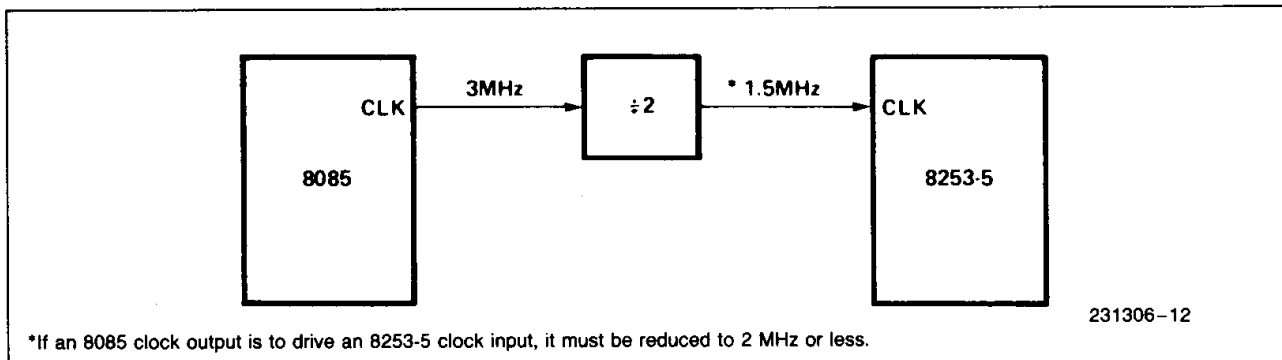 3MHz
÷2
* 1.5MHz
CLK
CLK
8085
8253-5
231306–12
*If an 8085 clock output is to drive an 8253-5 clock input, it must be reduced to 2 MHz or less.